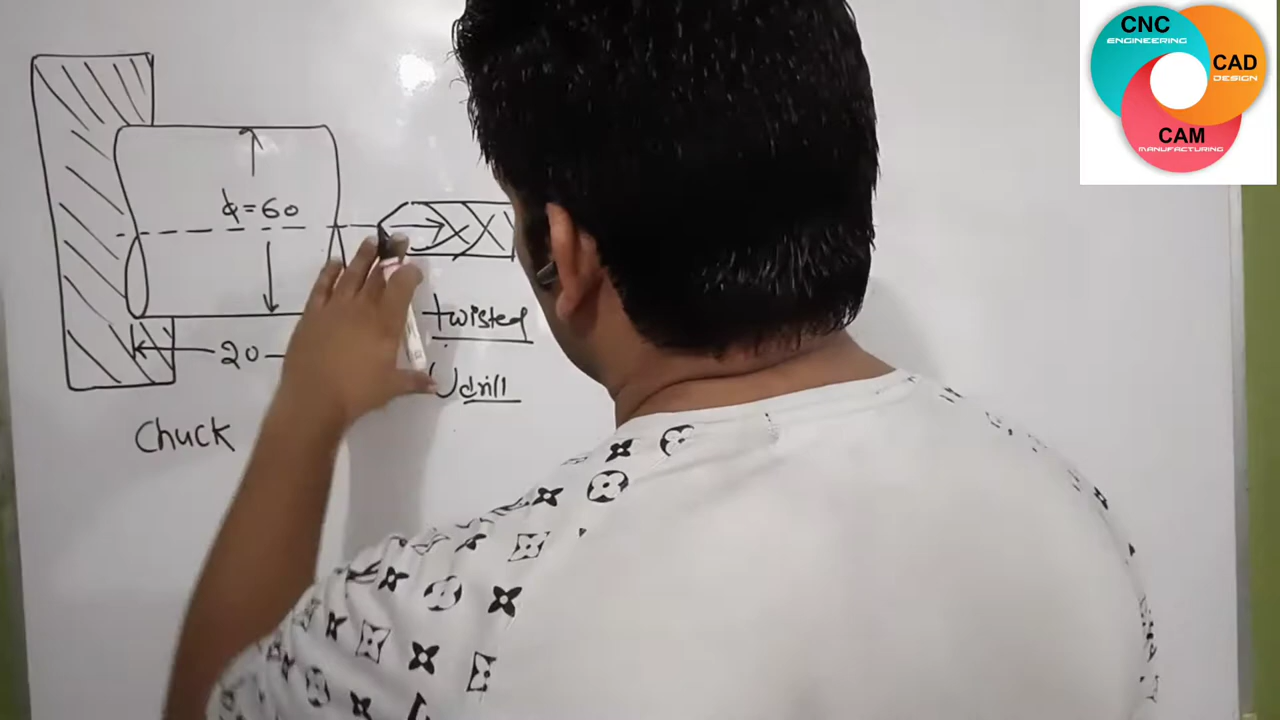 CNC
ENGINEERING
CAD
DESIGN
CAM
MANUFACTURING
ϕ=60
twisted
20
U drill
Chuck